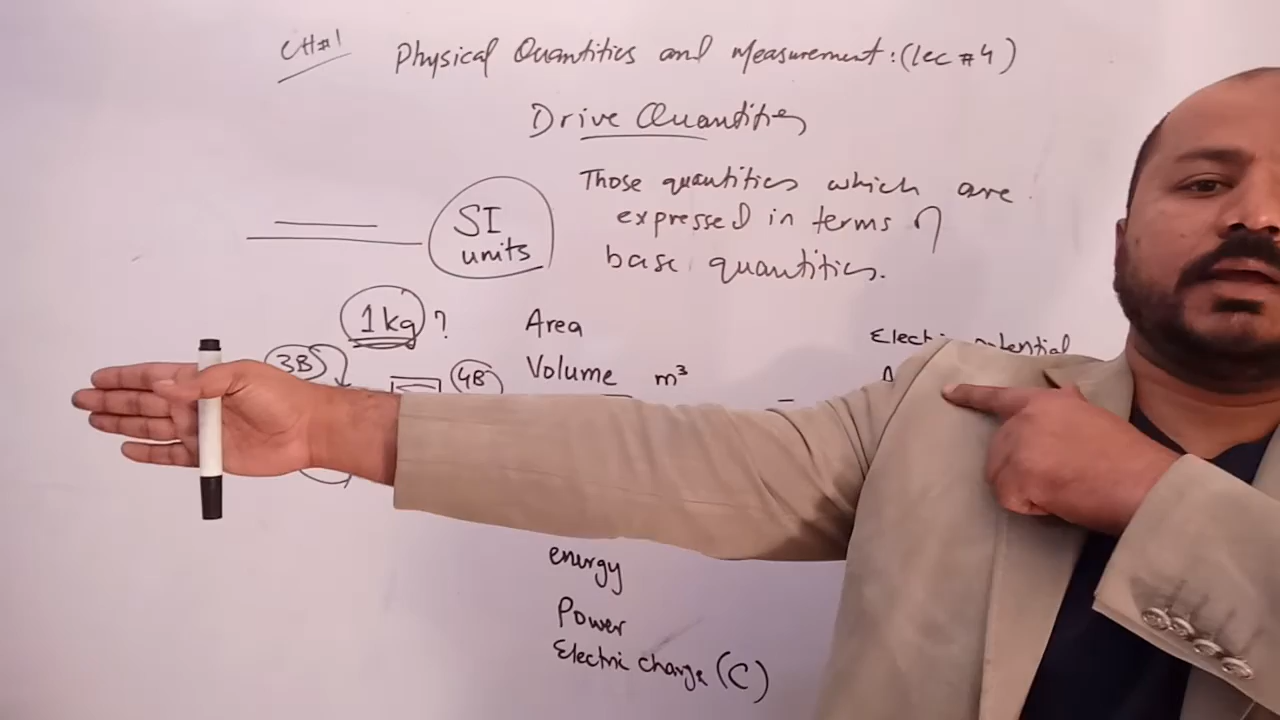 CH#1
Physical Quantities and Measurement: (lec #4)
Drive Quantities
SI
units
Those quantities which are
expressed in terms of
base quantities.
1kg ?
3B
4B
Area
Volume m³
energy
Power
Electric charge (C)